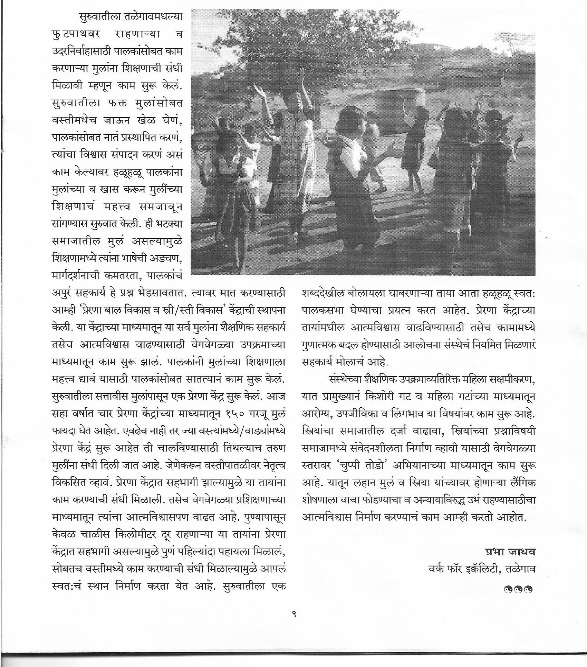 सुरुवातीला तळेगावमधल्या
फुटपाथवर राहणाऱ्या व
उदरनिर्वाहासाठी पालकांसोबत काम
करणाऱ्या मुलांना शिक्षणाची संधी
मिळावी म्हणून काम सुरू केलं.
सुरुवातीला फक्त मुलांसोबत
वस्तीमधेच जाऊन खेळ घेणं,
पालकांसोबत नातं प्रस्थापित करणं,
त्यांचा विश्वास संपादन करणं असं
काम केल्यावर हळूहळू पालकांना
मुलांच्या व खास करून मुलींच्या
शिक्षणाचं महत्त्व समजावून
सांगण्यास सुरुवात केली. ही भटक्या
समाजातील मुलं असल्यामुळे
शिक्षणामध्ये त्यांना भाषेची अडचण,
मार्गदर्शनाची कमतरता, पालकांचं
अपुरं सहकार्य हे प्रश्न भेडसावतात. त्यावर मात करण्यासाठी
आम्ही 'प्रेरणा बाल विकास व स्त्री/स्ती विकास' केंद्राची स्थापना
केली. या केंद्राच्या माध्यमातून या सर्व मुलांना शैक्षणिक सहकार्य
तसेच आत्मविश्वास वाढण्यासाठी वेगवेगळ्या उपक्रमाच्या
माध्यमातून काम सुरू झालं. पालकांनी मुलांच्या शिक्षणाला
महत्त्व द्यावं यासाठी पालकांसोबत सातत्यानं काम सुरू केलं.
सुरुवातीला सत्तावीस मुलांपासून एक प्रेरणा केंद्र सुरू केलं. आज
सहा वर्षात चार प्रेरणा केंद्रांच्या माध्यमातून १५० गरजू मुलं
फायदा घेत आहेत. एवढंच नाही तर ज्या वस्त्यांमध्ये/वाड्यांमध्ये
प्रेरणा केंद्रं सुरू आहेत ती चालविण्यासाठी तिथल्याच तरुण
मुलींना संधी दिली जात आहे. जेणेकरून वस्तीपातळीवर नेतृत्व
विकसित व्हावं. प्रेरणा केंद्रात सहभागी झाल्यामुळे या तायांना
काम करण्याची संधी मिळाली. तसेच वेगवेगळ्या प्रशिक्षणाच्या
माध्यमातून त्यांचा आत्मविश्वासपण वाढत आहे. पुण्यापासून
केवळ चाळीस किलोमीटर दूर राहणाऱ्या या तायांना प्रेरणा
केंद्रात सहभागी असल्यामुळे पुणं पहिल्यांदा पहायला मिळालं,
सोबतच वस्तीमध्ये काम करण्याची संधी मिळाल्यामुळे आपलं
स्वत:चं स्थान निर्माण करता येत आहे. सुरुवातीला एक
शब्ददेखील बोलायला घाबरणाऱ्या ताया आता हळूहळू स्वत:
पालकसभा घेण्याचा प्रयत्न करत आहेत. प्रेरणा केंद्राच्या
तायांमधील आत्मविश्वास वाढविण्यासाठी तसेच कामामध्ये
गुणात्मक बदल होण्यासाठी आलोचना संस्थेचं नियमित मिळणारं
सहकार्य मोलाचं आहे.
संस्थेच्या शैक्षणिक उपक्रमाव्यतिरिक्त महिला सक्षमीकरण,
यात प्रामुख्यानं किशोरी गट व महिला गटांच्या माध्यमातून
आरोग्य, उपजीविका व लिंगभाव या विषयांवर काम सुरू आहे.
स्त्रियांचा समाजातील दर्जा वाढावा, स्त्रियांच्या प्रश्नाविषयी
समाजामध्ये संवेदनशीलता निर्माण व्हावी यासाठी वेगवेगळ्या
स्तरावर 'चुप्पी तोडो' अभियानाच्या माध्यमातून काम सुरू
आहे. यातून लहान मुलं व स्त्रिया यांच्यावर होणाऱ्या लैंगिक
शोषणाला वाचा फोडण्याचा व अन्यायाविरुद्ध उभं राहण्यासाठीचा
आत्मविश्वास निर्माण करण्याचं काम आम्ही करतो आहोत.
प्रभा जाधव
वर्क फॉर इक्वॅलिटी, तळेगाव
९